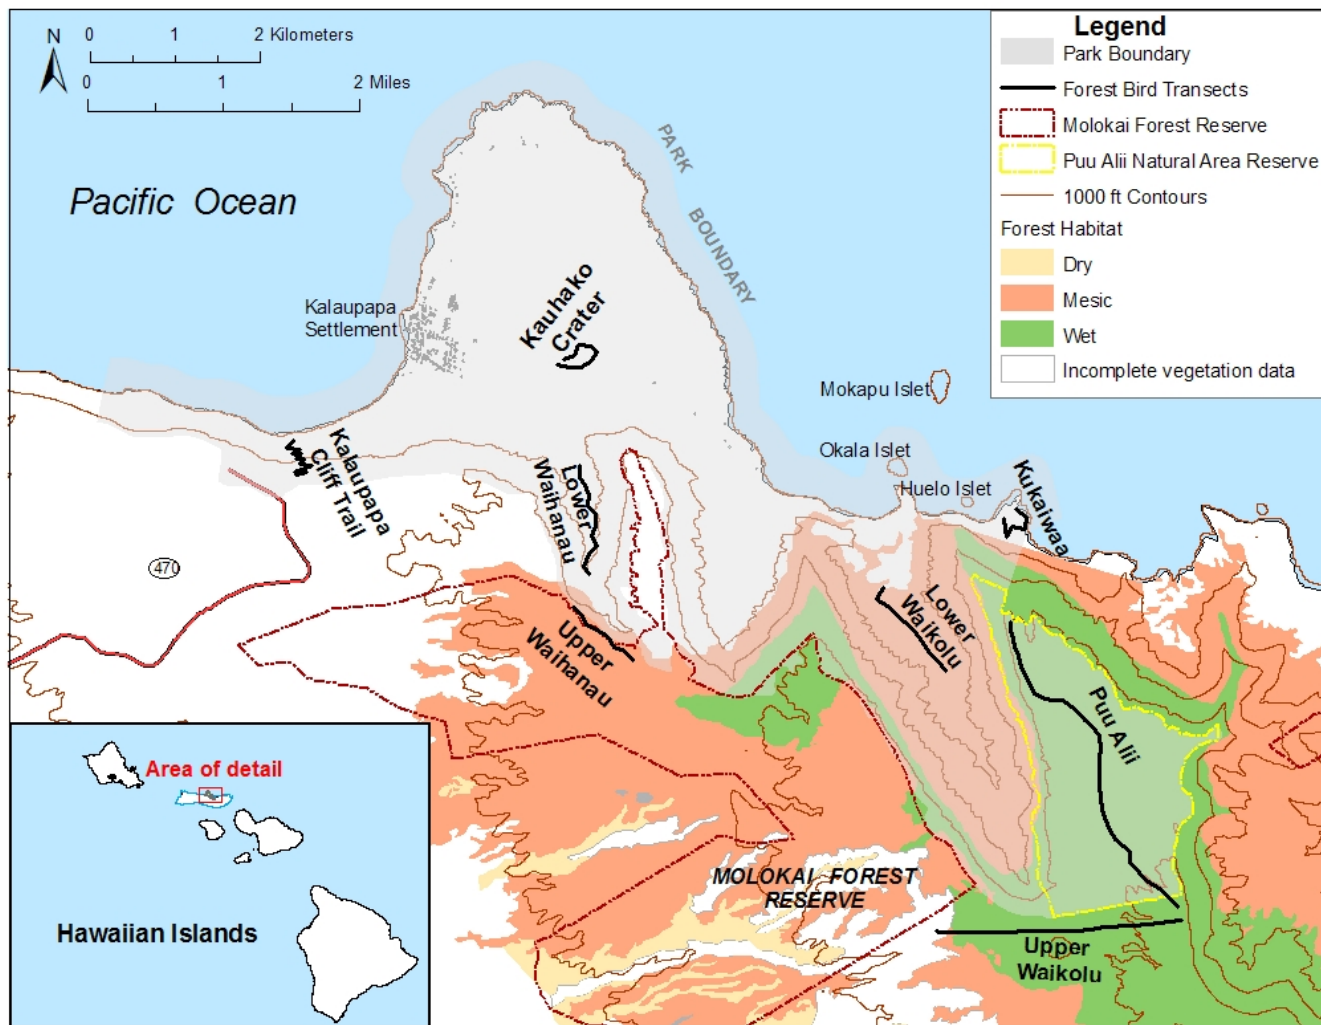 N
0 1 2 Kilometers
0 1 2 Miles
Pacific Ocean
PARK
BOUNDARY
Legend
Park Boundary
Forest Bird Transects
Molokai Forest Reserve
Puu Alii Natural Area Reserve
1000 ft Contours
Forest Habitat
Dry
Mesic
Wet
Incomplete vegetation data
Kalaupapa
Settlement
Kauhako
Crater
Mokapu Islet
Okala Islet
Huelo Islet
Kukaiwaa
Kalaupapa
Cliff Trail
Lower
Waihanau
470
Upper
Waihanau
Lower
Waikolu
Puu Alii
MOLOKAI FOREST
RESERVE
Upper
Waikolu
Area of detail
Hawaiian Islands